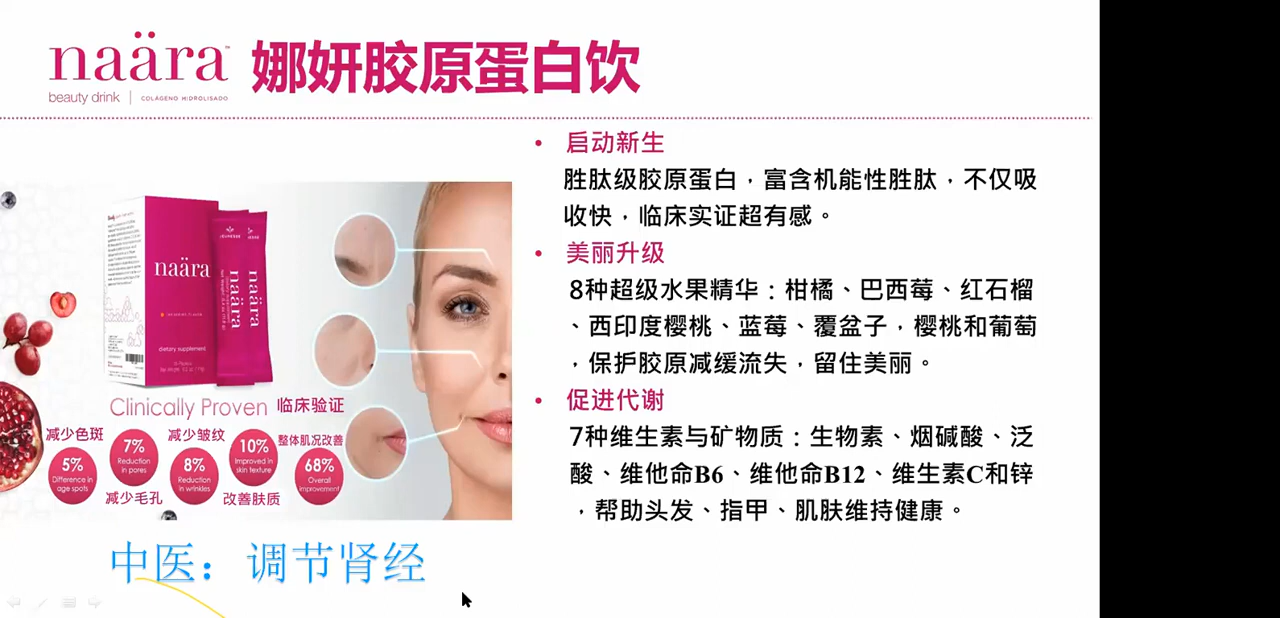 naära™
beauty drink | COLÁGENO HIDROLISADO
娜妍胶原蛋白饮
• 启动新生
胜肽级胶原蛋白，富含机能性胜肽，不仅吸
收快，临床实证超有感。
• 美丽升级
8种超级水果精华：柑橘、巴西莓、红石榴
、西印度樱桃、蓝莓、覆盆子，樱桃和葡萄
，保护胶原减缓流失，留住美丽。
• 促进代谢
7种维生素与矿物质：生物素、烟碱酸、泛
酸、维他命B6、维他命B12、维生素C和锌
，帮助头发、指甲、肌肤维持健康。
naära
dietary supplement
JEUNESSE
naära
naära
Clinically Proven 临床验证
减少色斑
5%
Difference in
age spots
7%
Reduction
in pores
减少毛孔
减少皱纹
8%
Reduction
in wrinkles
10%
Improved in
skin texture
改善肤质
整体肌况改善
68%
Overall
improvement
中医：调节肾经